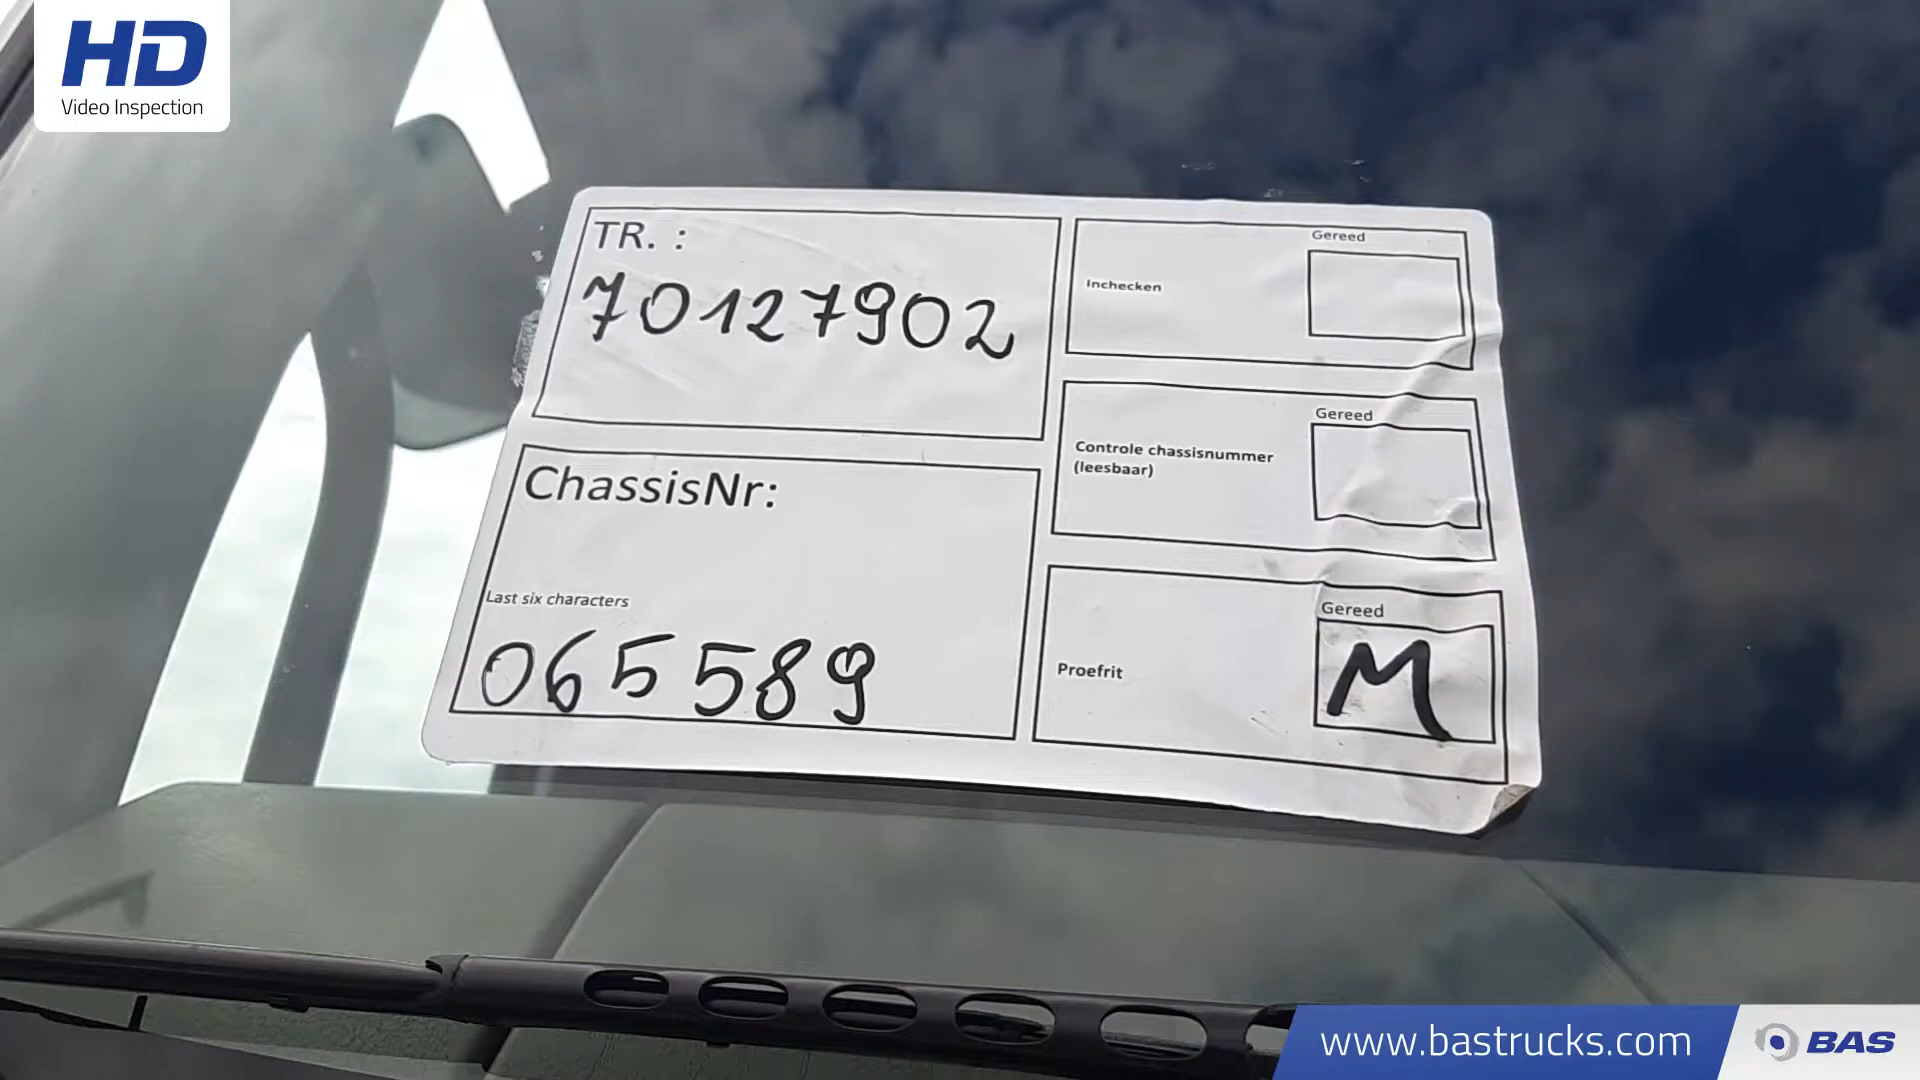 HD
Video Inspection
TR. :
70127902
ChassisNr:
Last six characters
065589
Gereed
Inchecken
Gereed
Controle chassisnummer
(leesbaar)
Gereed
Proefrit
M
www.bastrucks.com
BAS